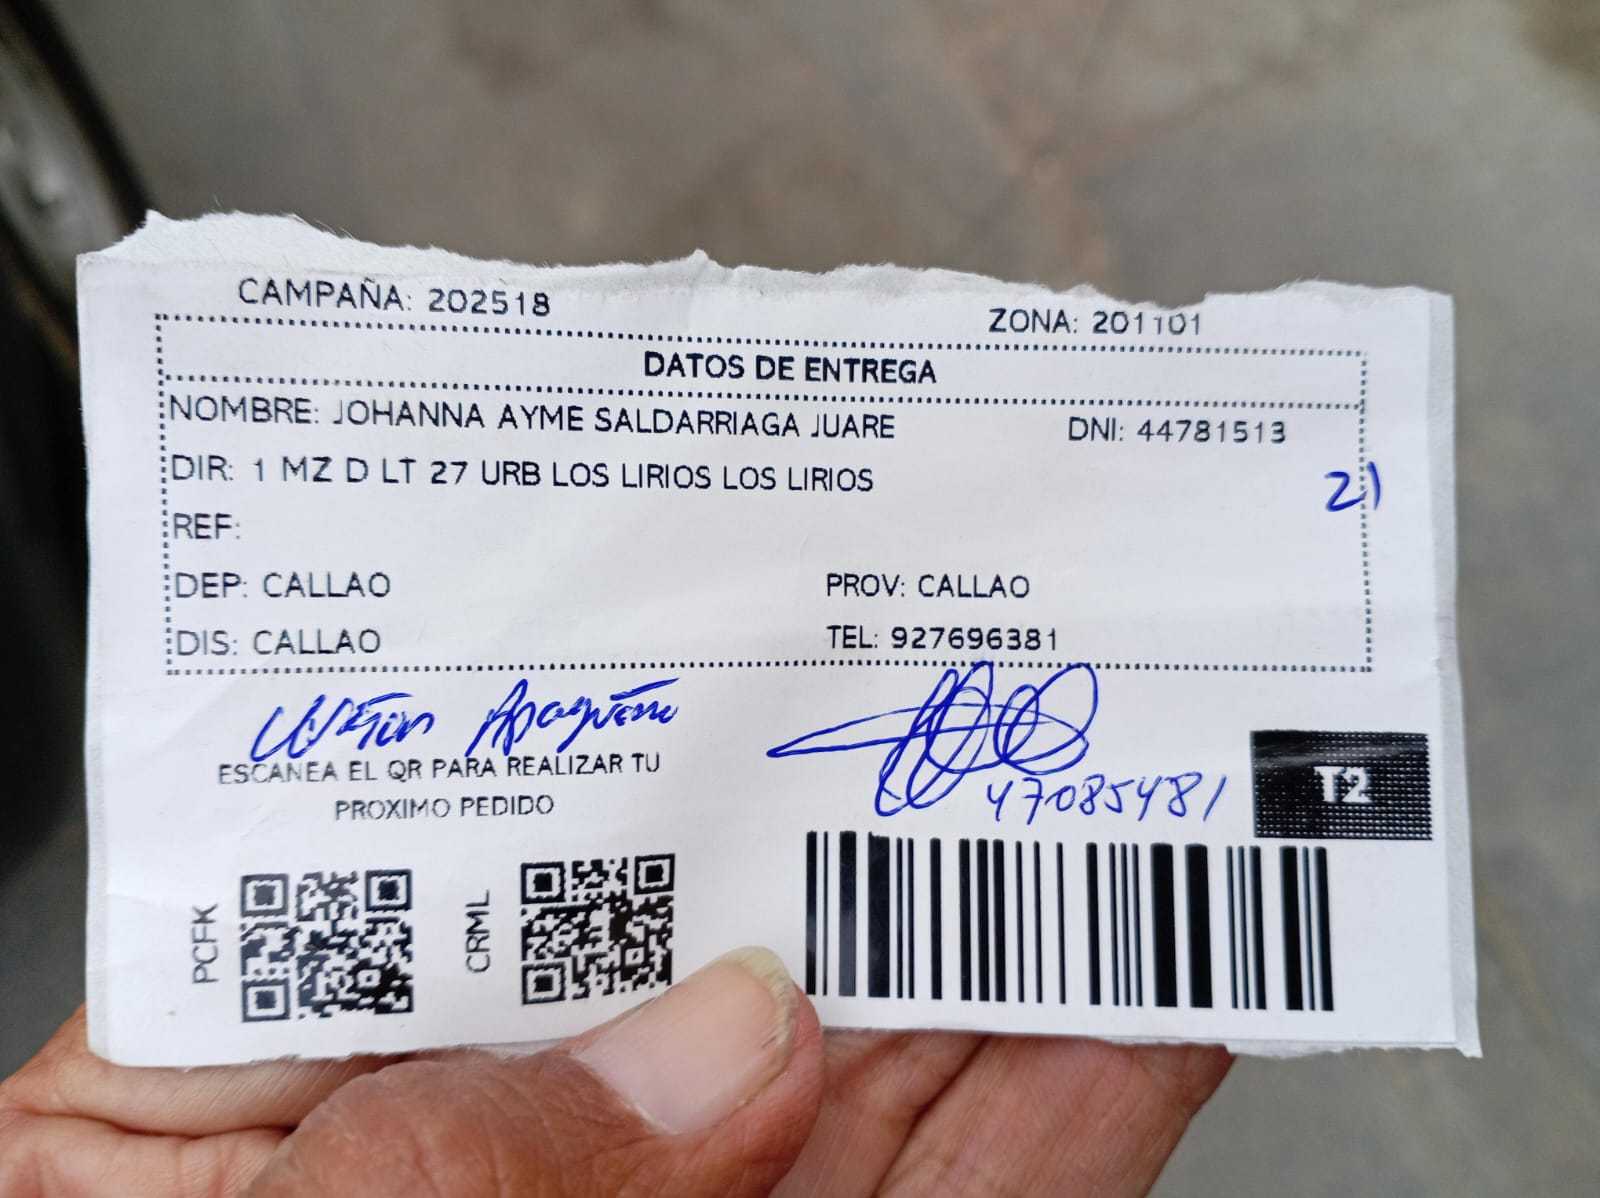 CAMPAÑA: 202518 ZONA: 201101
DATOS DE ENTREGA
NOMBRE: JOHANNA AYME SALDARRIAGA JUARE DNI: 44781513
DIR: 1 MZ D LT 27 URB LOS LIRIOS LOS LIRIOS
21
REF:
DEP: CALLAO PROV: CALLAO
DIS: CALLAO TEL: 927696381
47085481
T2
ESCANEA EL QR PARA REALIZAR TU
PROXIMO PEDIDO
PCFK
CRML